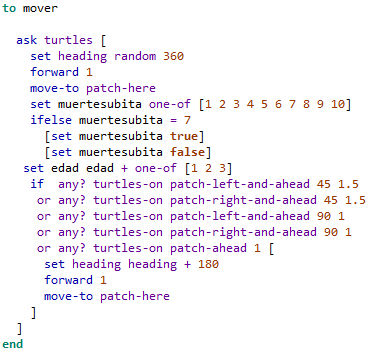 to mover
ask turtles [
set heading random 360
forward 1
move-to patch-here
set muertesubita one-of [1 2 3 4 5 6 7 8 9 10]
ifelse muertesubita = 7
[set muertesubita true]
[set muertesubita false]
set edad edad + one-of [1 2 3]
if any? turtles-on patch-left-and-ahead 45 1.5
or any? turtles-on patch-right-and-ahead 45 1.5
or any? turtles-on patch-left-and-ahead 90 1
or any? turtles-on patch-right-and-ahead 90 1
or any? turtles-on patch-ahead 1 [
set heading heading + 180
forward 1
move-to patch-here
]
]
end